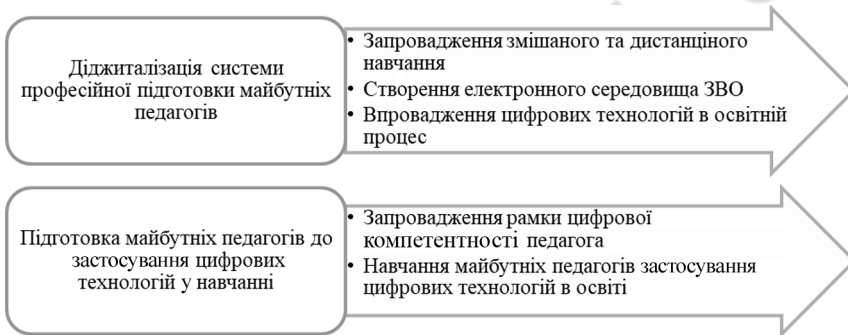 Діджиталізація системи
професійної підготовки майбутніх
педагогів
• Запровадження змішаного та дистанціного
навчання
• Створення електронного середовища ЗВО
• Впровадження цифрових технологій в освітній
процес
Підготовка майбутніх педагогів до
застосування цифрових
технологій у навчанні
• Запровадження рамки цифрової
компетентності педагога
• Навчання майбутніх педагогів застосування
цифрових технологій в освіті